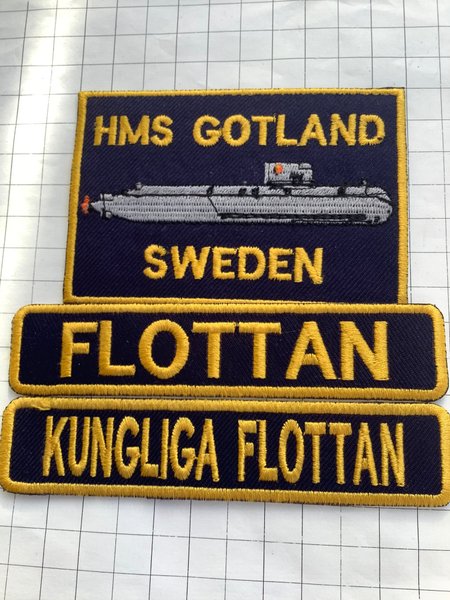 HMS GOTLAND
SWEDEN
FLOTTAN
KUNGLIGA FLOTTAN